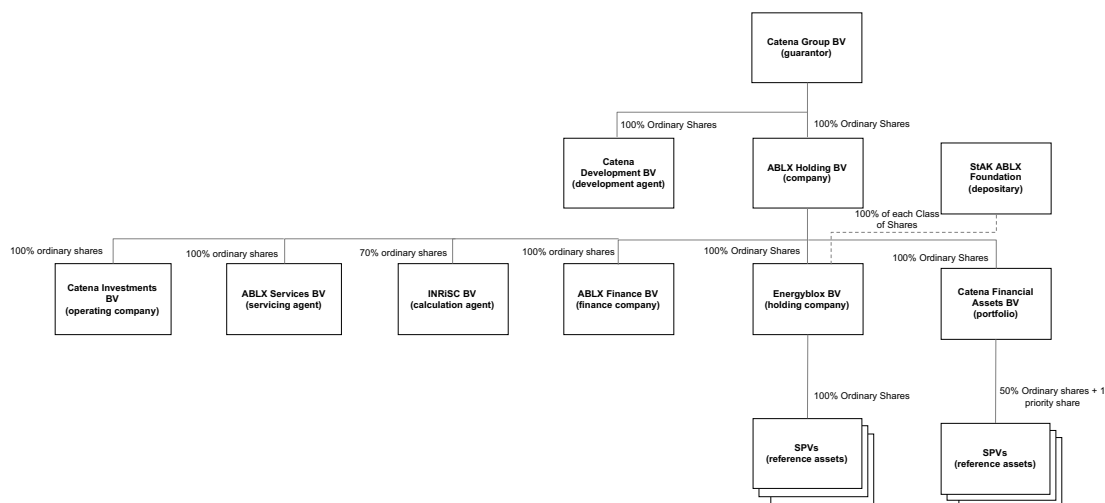 Catena Group BV
(guarantor)
100% Ordinary Shares
100% Ordinary Shares
Catena
Development BV
(development agent)
ABLX Holding BV
(company)
StAK ABLX
Foundation
(depositary)
100% of each Class
of Shares
100% ordinary shares
100% ordinary shares
70% ordinary shares
100% ordinary shares
100% Ordinary Shares
100% Ordinary Shares
Catena Investments
BV
(operating company)
ABLX Services BV
(servicing agent)
INRiSC BV
(calculation agent)
ABLX Finance BV
(finance company)
Energyblox BV
(holding company)
Catena Financial
Assets BV
(portfolio)
100% Ordinary Shares
50% Ordinary shares + 1
priority share
SPVs
(reference assets)
SPVs
(reference assets)